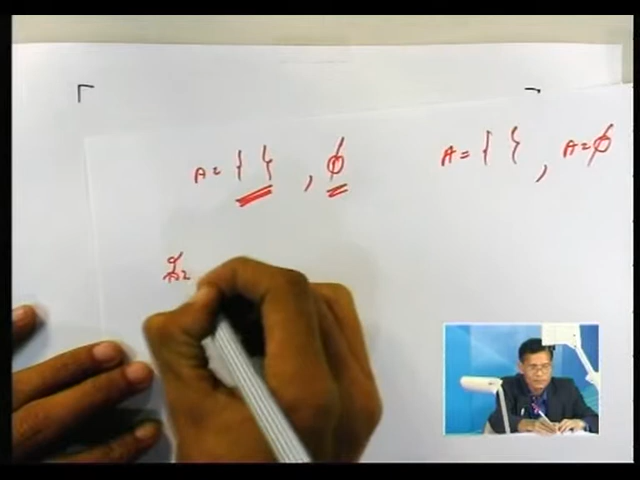 A = { } , ∅ A = { } , A = ∅